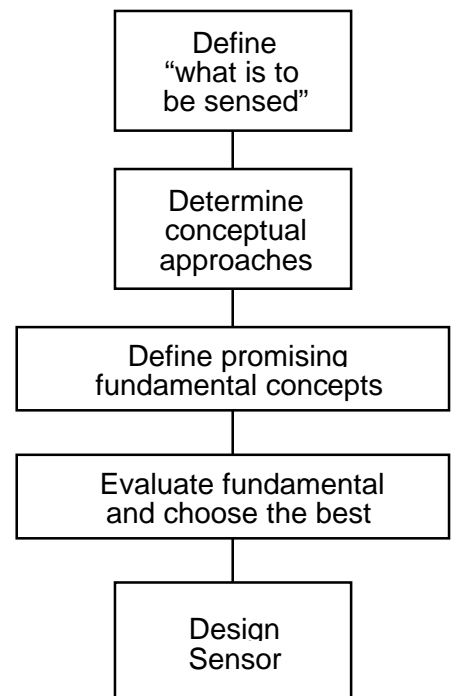 Define
“what is to
be sensed”
Determine
conceptual
approaches
Define promising
fundamental concepts
Evaluate fundamental
and choose the best
Design
Sensor